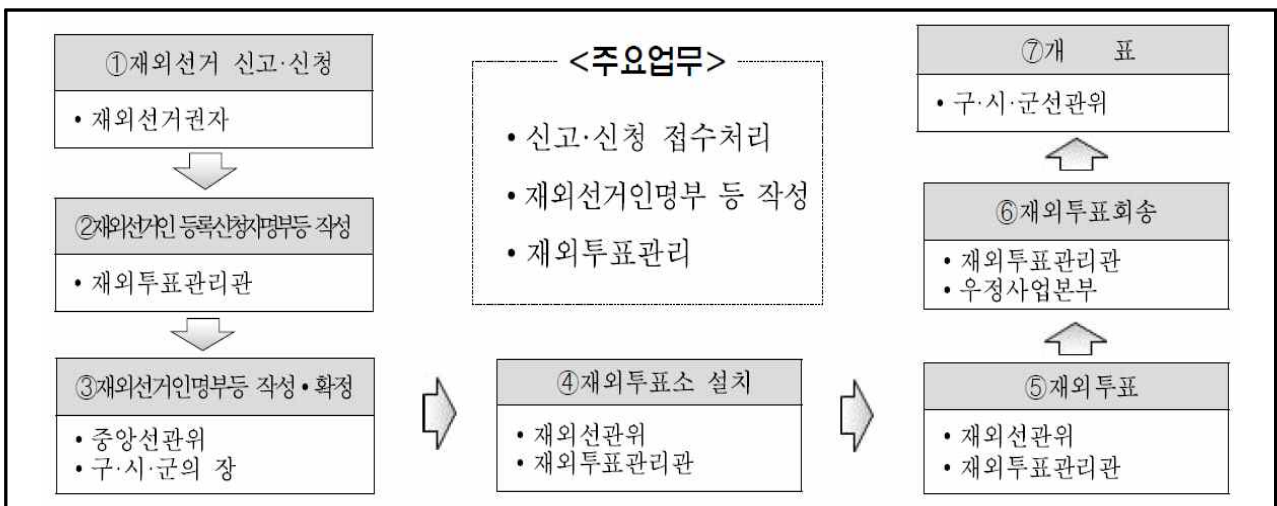 ①재외선거 신고·신청
• 재외선거권자
②재외선거인 등록신청자명부등 작성
• 재외투표관리관
③재외선거인명부등 작성•확정
• 중앙선관위
• 구·시·군의 장
<주요업무>
• 신고·신청 접수처리
• 재외선거인명부 등 작성
• 재외투표관리
④재외투표소 설치
• 재외선관위
• 재외투표관리관
⑤재외투표
• 재외선관위
• 재외투표관리관
⑥재외투표회송
• 재외투표관리관
• 우정사업본부
⑦개 표
• 구·시·군선관위